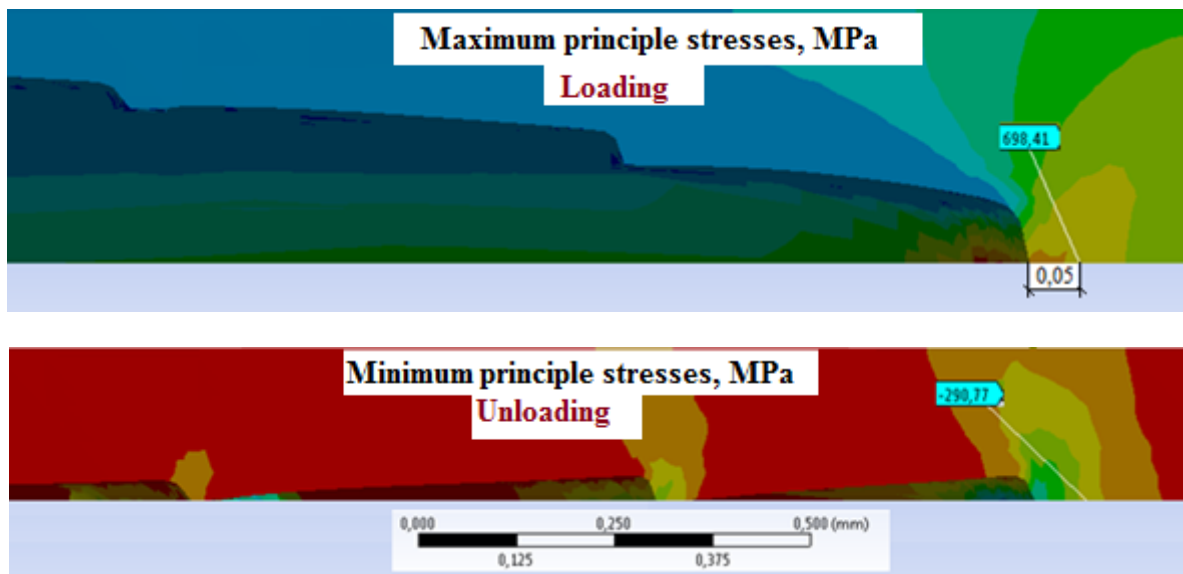 Maximum principle stresses, MPa
Loading
698,41
0,05
Minimum principle stresses, MPa
Unloading
-290,77
0,000 0,250 0,500 (mm)
0,125 0,375